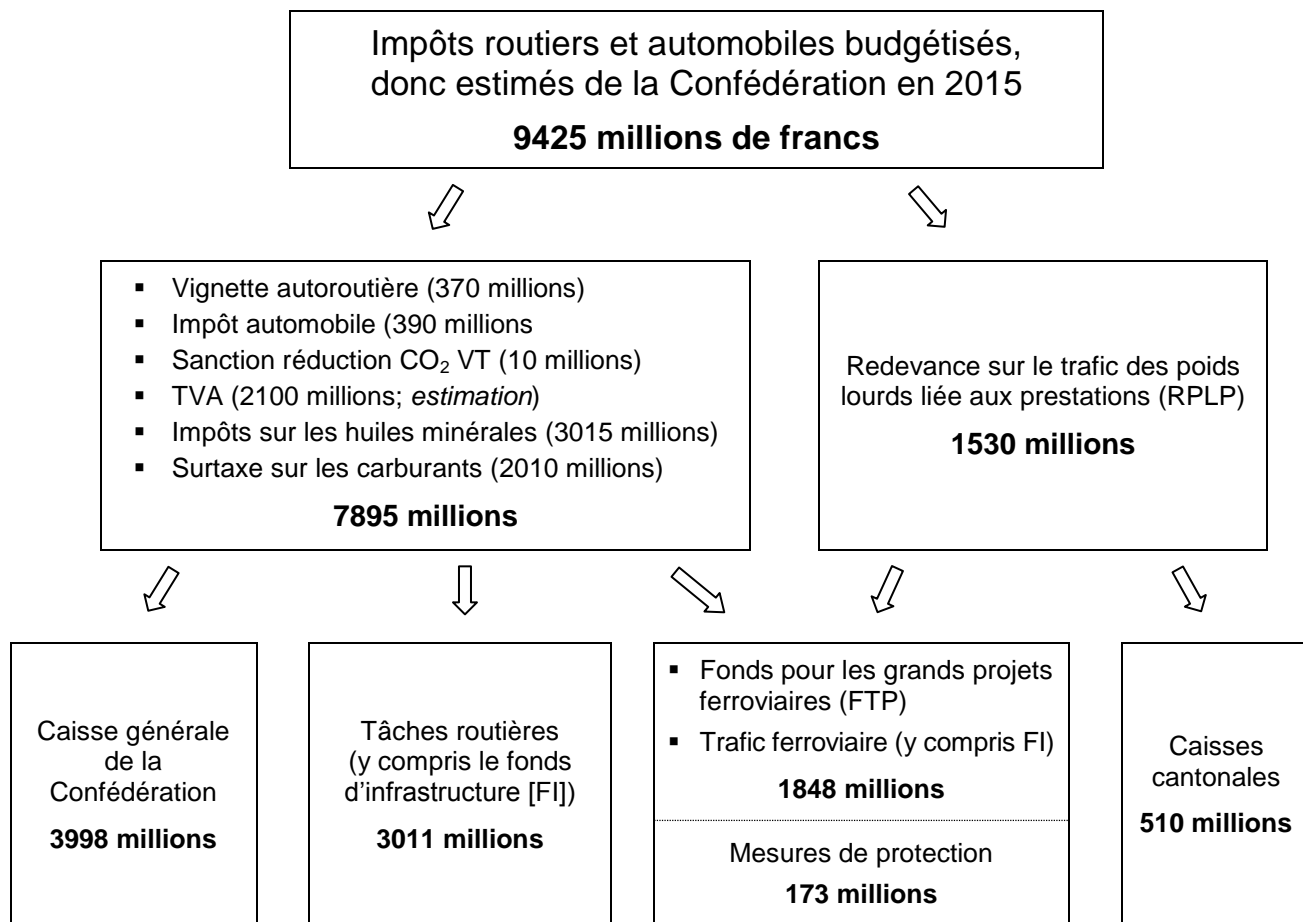 Impôts routiers et automobiles budgétisés,
donc estimés de la Confédération en 2015
9425 millions de francs
▪ Vignette autoroutière (370 millions)
▪ Impôt automobile (390 millions
▪ Sanction réduction CO₂ VT (10 millions)
▪ TVA (2100 millions; estimation)
▪ Impôts sur les huiles minérales (3015 millions)
▪ Surtaxe sur les carburants (2010 millions)
7895 millions
Redevance sur le trafic des poids
lourds liée aux prestations (RPLP)
1530 millions
Caisse générale
de la
Confédération
3998 millions
Tâches routières
(y compris le fonds
d’infrastructure [FI])
3011 millions
▪ Fonds pour les grands projets
ferroviaires (FTP)
▪ Trafic ferroviaire (y compris FI)
1848 millions
Mesures de protection
173 millions
Caisses
cantonales
510 millions